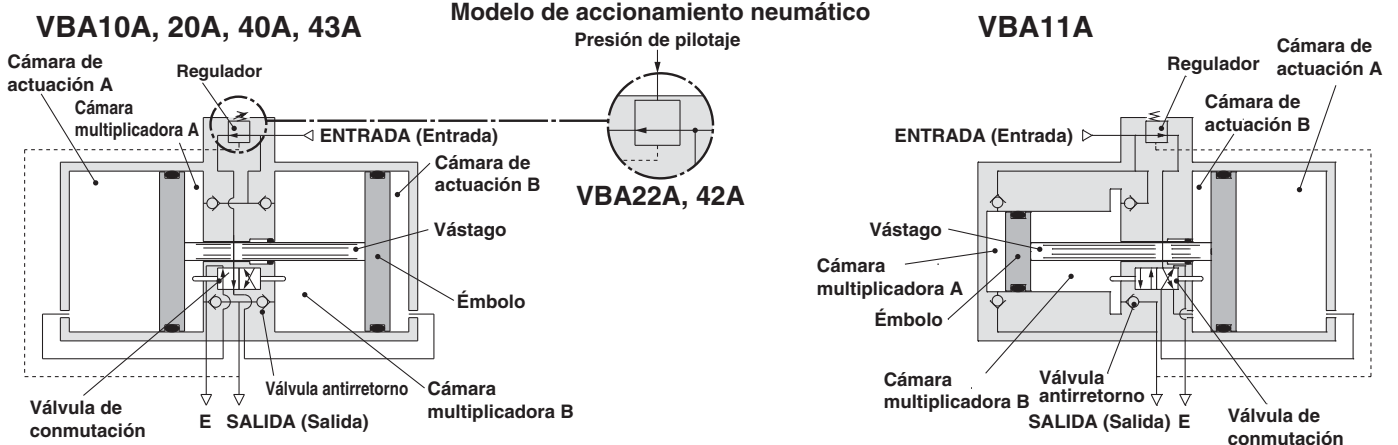 Modelo de accionamiento neumático
VBA10A, 20A, 40A, 43A
Cámara de
actuación A
Regulador
Cámara
multiplicadora A
ENTRADA (Entrada)
Cámara de
actuación B
Vástago
Émbolo
Válvula antirretorno
Cámara
multiplicadora B
Válvula de
conmutación
E
SALIDA (Salida)
Presión de pilotaje
VBA22A, 42A
VBA11A
Cámara de
actuación A
Regulador
Cámara de
actuación B
ENTRADA (Entrada)
Vástago
Cámara
multiplicadora A
Émbolo
Cámara
multiplicadora B
Válvula
antirretorno
SALIDA (Salida)
E
Válvula de
conmutación